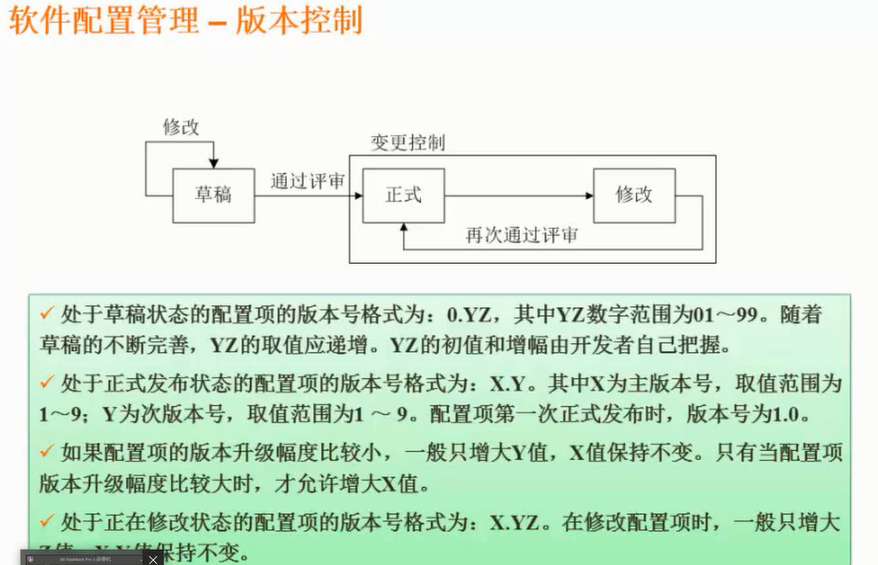 软件配置管理 – 版本控制
修改
变更控制
草稿
通过评审
正式
修改
再次通过评审
✓ 处于草稿状态的配置项的版本号格式为：0.YZ，其中YZ数字范围为01～99。随着
草稿的不断完善，YZ的取值应递增。YZ的初值和增幅由开发者自己把握。
✓ 处于正式发布状态的配置项的版本号格式为：X.Y。其中X为主版本号，取值范围为
1～9；Y为次版本号，取值范围为1 ～ 9。配置项第一次正式发布时，版本号为1.0。
✓ 如果配置项的版本升级幅度比较小，一般只增大Y值，X值保持不变。只有当配置项
版本升级幅度比较大时，才允许增大X值。
✓ 处于正在修改状态的配置项的版本号格式为：X.YZ。在修改配置项时，一般只增大
保持不变。